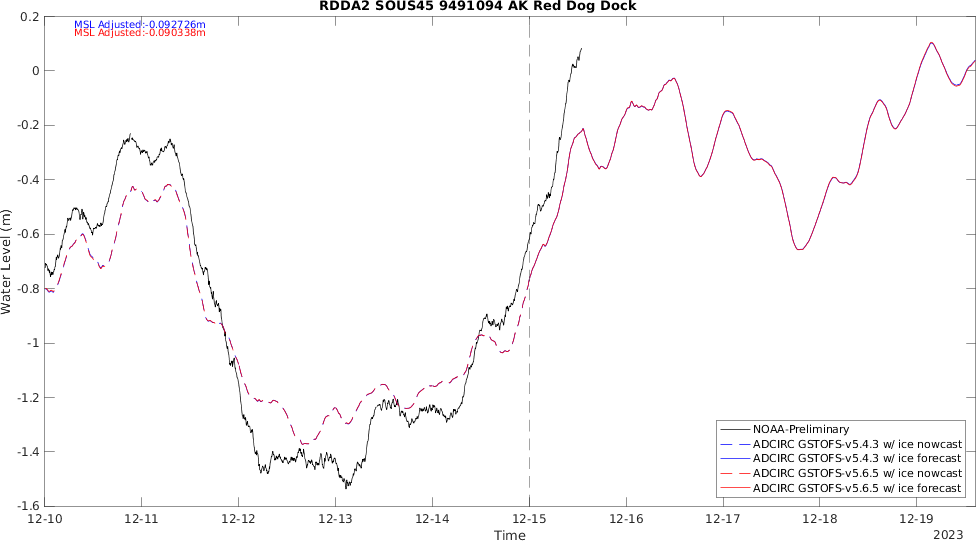 RDDA2 SOUS45 9491094 AK Red Dog Dock
MSL Adjusted:-0.092726m
MSL Adjusted:-0.090338m
0.2
0
-0.2
-0.4
-0.6
-0.8
-1
-1.2
-1.4
-1.6
Water Level (m)
NOAA-Preliminary
ADCIRC GSTOFS-v5.4.3 w/ ice nowcast
ADCIRC GSTOFS-v5.4.3 w/ ice forecast
ADCIRC GSTOFS-v5.6.5 w/ ice nowcast
ADCIRC GSTOFS-v5.6.5 w/ ice forecast
12-10 12-11 12-12 12-13 12-14 12-15 12-16 12-17 12-18 12-19
Time
2023